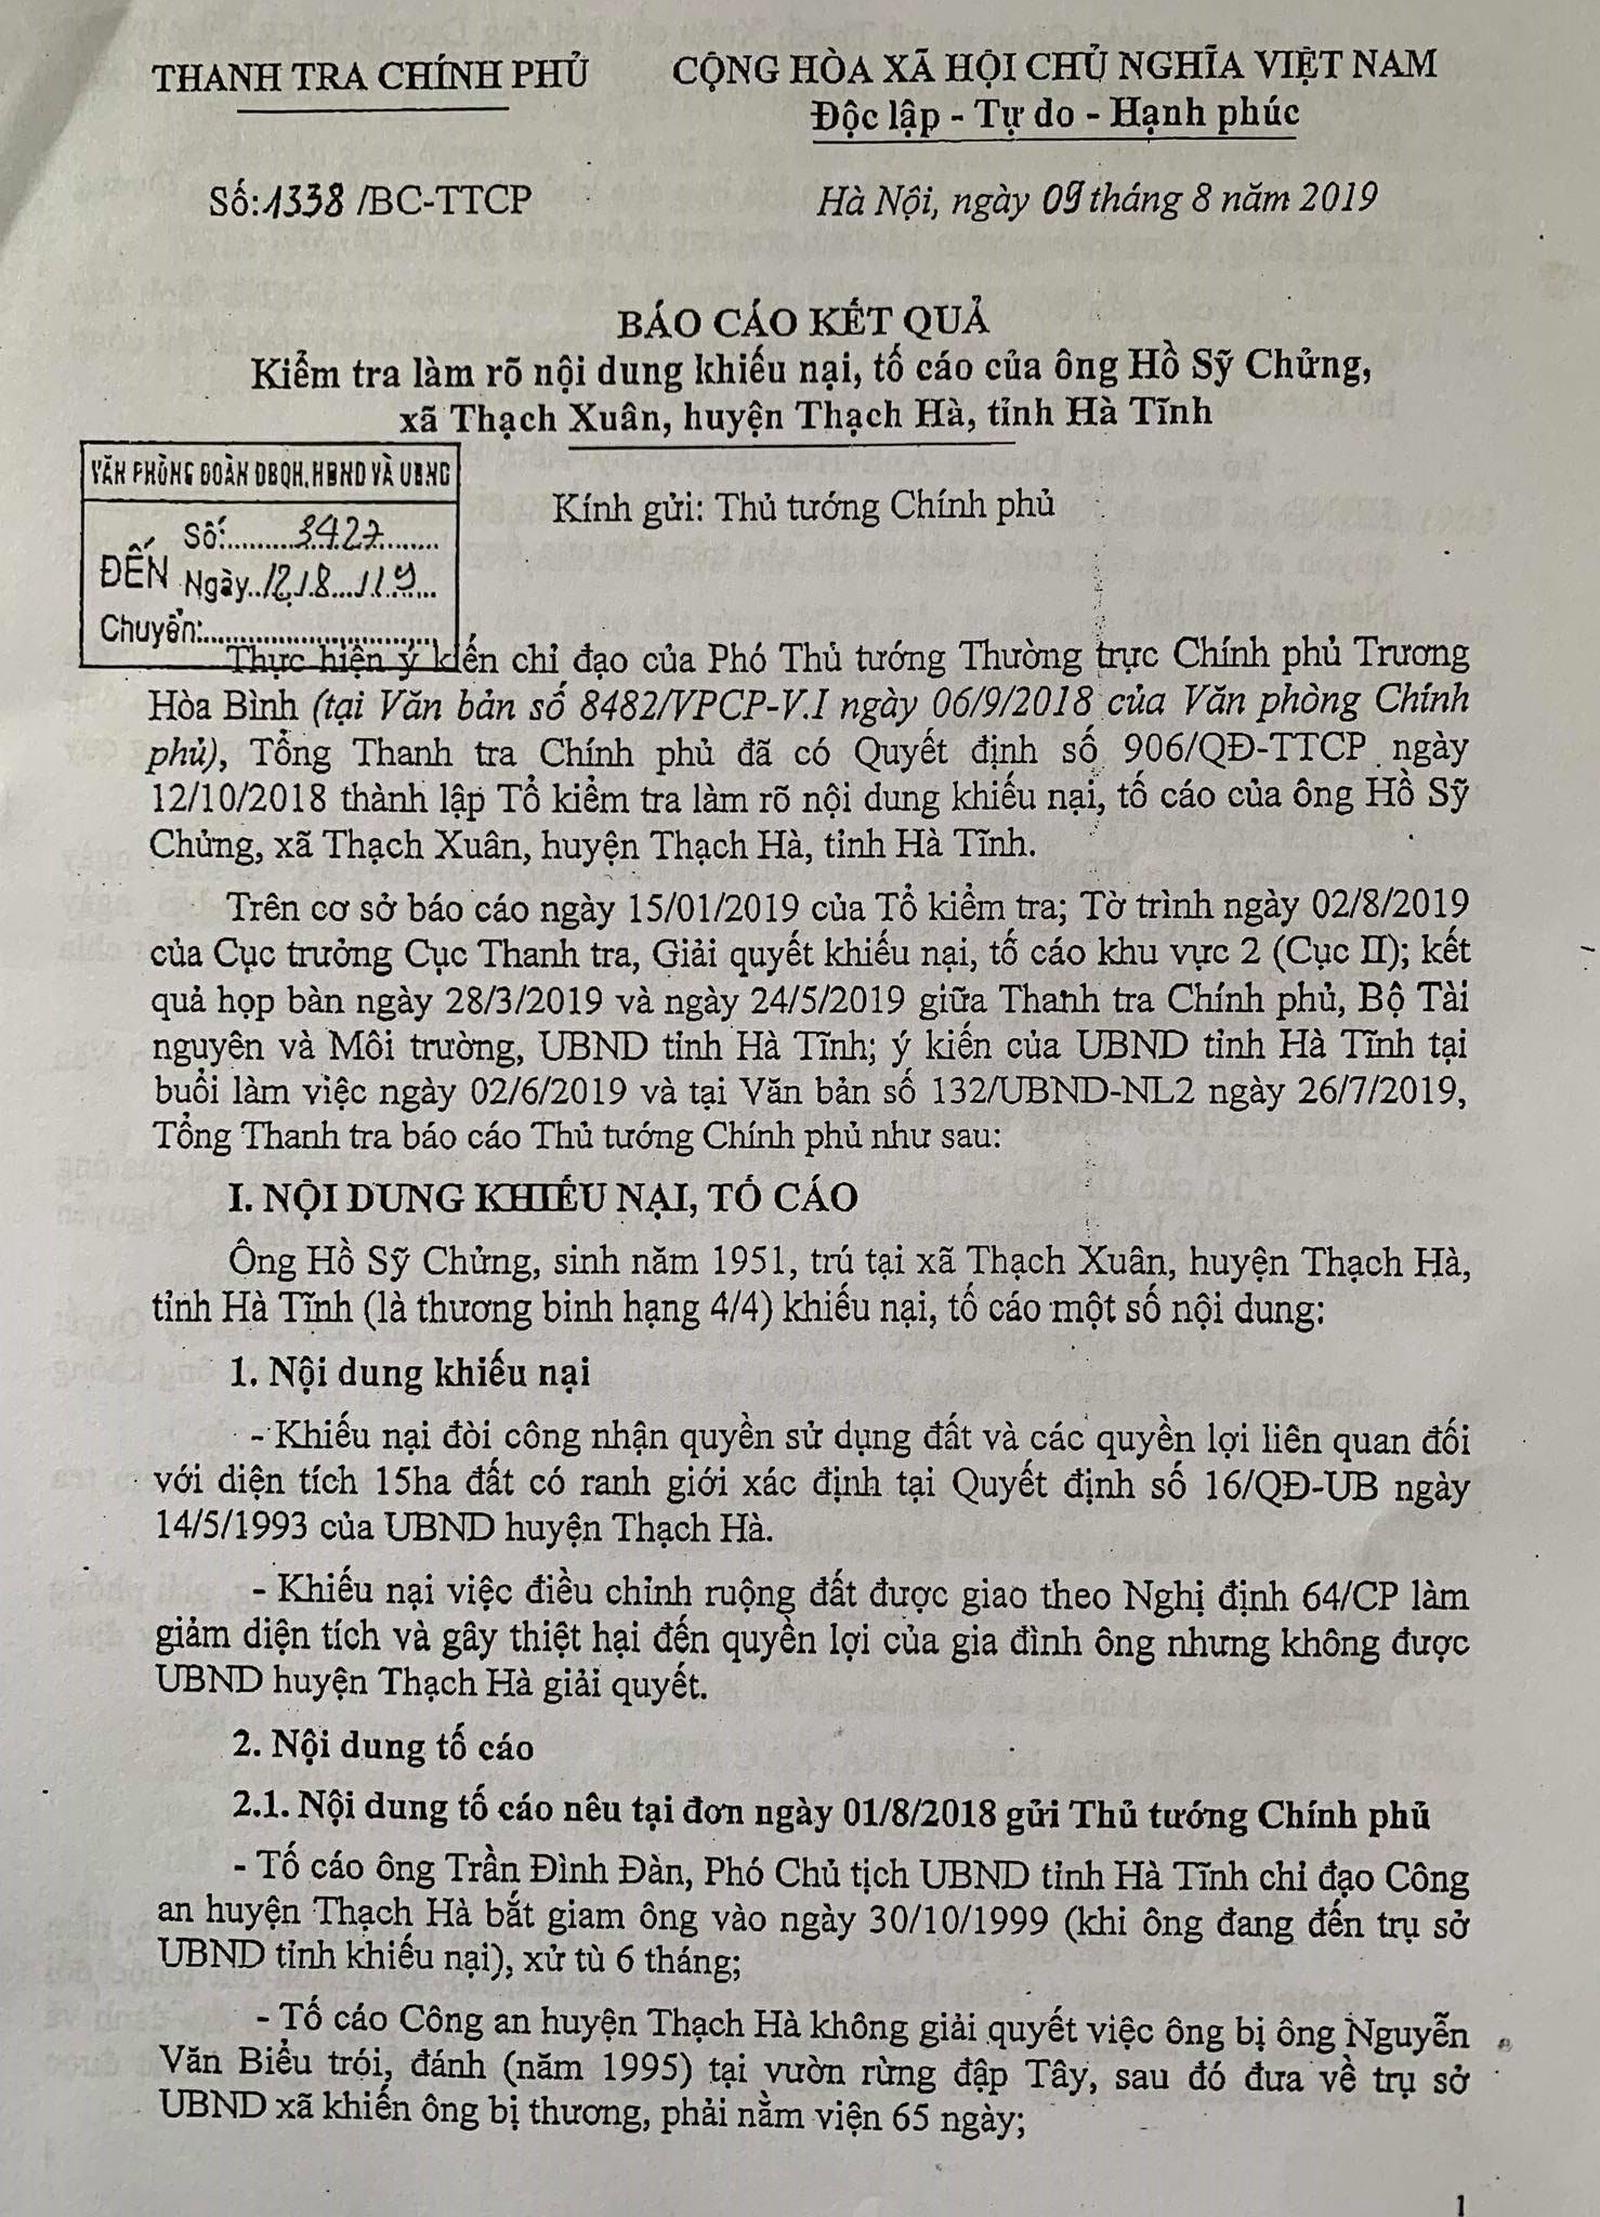 THANH TRA CHÍNH PHỦ
CỘNG HÒA XÃ HỘI CHỦ NGHĨA VIỆT NAM
Độc lập - Tự do - Hạnh phúc
Số: 1338 /BC-TTCP
Hà Nội, ngày 09 tháng 8 năm 2019
BÁO CÁO KẾT QUẢ
Kiểm tra làm rõ nội dung khiếu nại, tố cáo của ông Hồ Sỹ Chửng,
xã Thạch Xuân, huyện Thạch Hà, tỉnh Hà Tĩnh
VĂN PHÒNG ĐOÀN ĐBQH, HĐND VÀ UBND
ĐẾN
Số: 3427
Ngày 12/8/19
Chuyển:
Kính gửi: Thủ tướng Chính phủ
Thực hiện ý kiến chỉ đạo của Phó Thủ tướng Thường trực Chính phủ Trương
Hòa Bình (tại Văn bản số 8482/VPCP-V.I ngày 06/9/2018 của Văn phòng Chính
phủ), Tổng Thanh tra Chính phủ đã có Quyết định số 906/QĐ-TTCP ngày
12/10/2018 thành lập Tổ kiểm tra làm rõ nội dung khiếu nại, tố cáo của ông Hồ Sỹ
Chửng, xã Thạch Xuân, huyện Thạch Hà, tỉnh Hà Tĩnh.
Trên cơ sở báo cáo ngày 15/01/2019 của Tổ kiểm tra; Tờ trình ngày 02/8/2019
của Cục trưởng Cục Thanh tra, Giải quyết khiếu nại, tố cáo khu vực 2 (Cục II); kết
quả họp bàn ngày 28/3/2019 và ngày 24/5/2019 giữa Thanh tra Chính phủ, Bộ Tài
nguyên và Môi trường, UBND tỉnh Hà Tĩnh; ý kiến của UBND tỉnh Hà Tĩnh tại
buổi làm việc ngày 02/6/2019 và tại Văn bản số 132/UBND-NL2 ngày 26/7/2019,
Tổng Thanh tra báo cáo Thủ tướng Chính phủ như sau:
I. NỘI DUNG KHIẾU NẠI, TỐ CÁO
Ông Hồ Sỹ Chửng, sinh năm 1951, trú tại xã Thạch Xuân, huyện Thạch Hà,
tỉnh Hà Tĩnh (là thương binh hạng 4/4) khiếu nại, tố cáo một số nội dung:
1. Nội dung khiếu nại
- Khiếu nại đòi công nhận quyền sử dụng đất và các quyền lợi liên quan đối
với diện tích 15ha đất có ranh giới xác định tại Quyết định số 16/QĐ-UB ngày
14/5/1993 của UBND huyện Thạch Hà.
- Khiếu nại việc điều chỉnh ruộng đất được giao theo Nghị định 64/CP làm
giảm diện tích và gây thiệt hại đến quyền lợi của gia đình ông nhưng không được
UBND huyện Thạch Hà giải quyết.
2. Nội dung tố cáo
2.1. Nội dung tố cáo nêu tại đơn ngày 01/8/2018 gửi Thủ tướng Chính phủ
- Tố cáo ông Trần Đình Đàn, Phó Chủ tịch UBND tỉnh Hà Tĩnh chỉ đạo Công
an huyện Thạch Hà bắt giam ông vào ngày 30/10/1999 (khi ông đang đến trụ sở
UBND tỉnh khiếu nại), xử tù 6 tháng;
- Tố cáo Công an huyện Thạch Hà không giải quyết việc ông bị ông Nguyễn
Văn Biểu trói, đánh (năm 1995) tại vườn rừng đập Tây, sau đó đưa về trụ sở
UBND xã khiến ông bị thương, phải nằm viện 65 ngày;
1